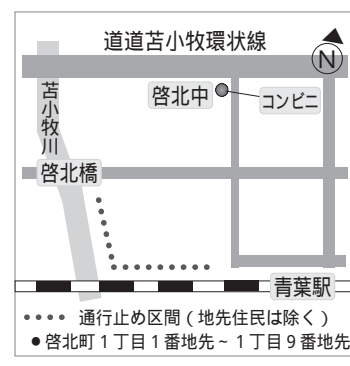 道道苫小牧環状線
N
啓北中
コンビニ
苫小牧川
啓北橋
青葉駅
•••• 通行止め区間(地先住民は除く)
●啓北町1丁目1番地先~1丁目9番地先